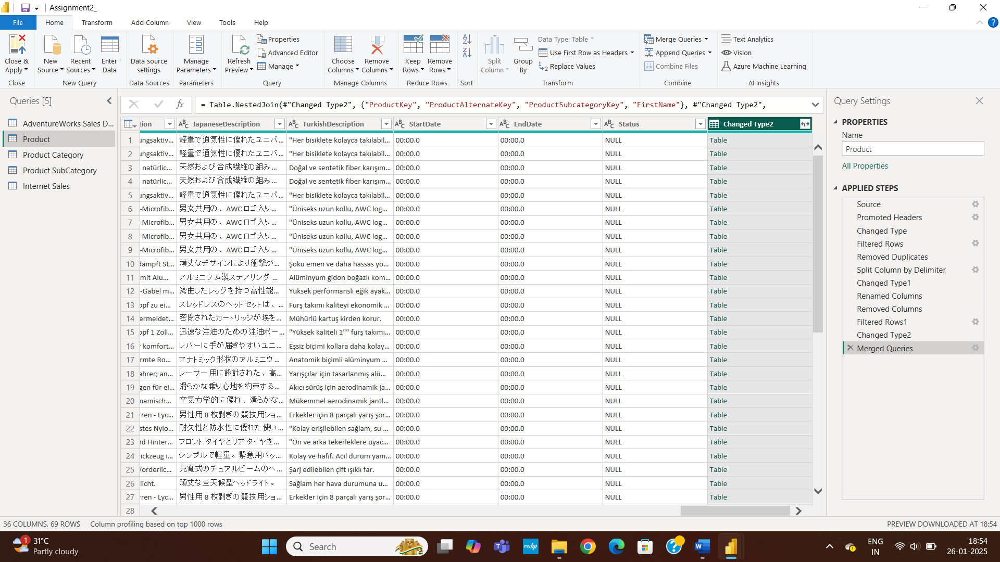 Assignment2_
File Home Transform Add Column View Tools Help
Close & Apply
New Source
Recent Sources
Enter Data
Data source settings
Manage Parameters
Refresh Preview
Properties
Advanced Editor
Manage
Choose Columns
Remove Columns
Keep Rows
Remove Rows
Split Column
Group By
Data Type: Table
Use First Row as Headers
Replace Values
Merge Queries
Append Queries
Combine Files
Text Analytics
Vision
Azure Machine Learning
Close New Query Data Sources Parameters Query Manage Columns Reduce Rows Sort Transform Combine AI Insights
Queries [5]
AdventureWorks Sales D...
Product
Product Category
Product SubCategory
Internet Sales
= Table.NestedJoin(#"Changed Type2", {"ProductKey", "ProductAlternateKey", "ProductSubcategoryKey", "FirstName"}, #"Changed Type2",
tion JapaneseDescription TurkishDescription StartDate EndDate Status Changed Type2
1 ungsaktiv... 軽量で通気性に優れたユニバ... "Her bisiklete kolayca takılabil... 00:00.0 00:00.0 NULL Table
2 ungsaktiv... 軽量で通気性に優れたユニバ... "Her bisiklete kolayca takılabil... 00:00.0 00:00.0 NULL Table
3 natürlic... 天然および合成繊維の組み... Doğal ve sentetik fiber karışım... 00:00.0 00:00.0 NULL Table
4 natürlic... 天然および合成繊維の組み... Doğal ve sentetik fiber karışım... 00:00.0 00:00.0 NULL Table
5 ungsaktiv... 軽量で通気性に優れたユニバ... "Her bisiklete kolayca takılabil... 00:00.0 00:00.0 NULL Table
6 -Microfib... 男女共用の、AWC ロゴ入り... "Üniseks uzun kollu, AWC log... 00:00.0 00:00.0 NULL Table
7 -Microfib... 男女共用の、AWC ロゴ入り... "Üniseks uzun kollu, AWC log... 00:00.0 00:00.0 NULL Table
8 -Microfib... 男女共用の、AWC ロゴ入り... "Üniseks uzun kollu, AWC log... 00:00.0 00:00.0 NULL Table
9 -Microfib... 男女共用の、AWC ロゴ入り... "Üniseks uzun kollu, AWC log... 00:00.0 00:00.0 NULL Table
10 dämpft St... 頑丈なデザインにより衝撃が... Şoku emen ve daha hassas yö... 00:00.0 00:00.0 NULL Table
11 mit Alu... アルミニウム製ステアリング ... Alüminyum gidon boğazlı kom... 00:00.0 00:00.0 NULL Table
12 -Gabel m... 湾曲したレッグを持つ高性能... Yüksek performanslı eğik ayak... 00:00.0 00:00.0 NULL Table
13 opf zu ei... スレッドレスのヘッドセットは、... Furş takımı kaliteyi ekonomik ... 00:00.0 00:00.0 NULL Table
14 ermeidet... 密閉されたカートリッジが埃を... Mühürlü kartuş kirden korur. 00:00.0 00:00.0 NULL Table
15 opf 1 Zoll... 迅速な注油のための注油ポー... "Yüksek kaliteli 1"" furş takımı... 00:00.0 00:00.0 NULL Table
16 komfort... レバーに手が届きやすいユニ... Eşsiz biçimi kollara daha kolay... 00:00.0 00:00.0 NULL Table
17 rmte Ro... アナトミック形状のアルミニウ... Anatomik biçimli alüminyum ... 00:00.0 00:00.0 NULL Table
18 ahrer; an... レーサー用に設計された、高... Yarışçılar için tasarlanmış alü... 00:00.0 00:00.0 NULL Table
19 gen für ei... 滑らかな乗り心地を約束する... Akıcı sürüş için aerodinamik ja... 00:00.0 00:00.0 NULL Table
20 namisch... 空気力学的に優れ、滑らかな... Mükemmel aerodinamik jantl... 00:00.0 00:00.0 NULL Table
21 rren - Lyc... 男性用 8 枚剥ぎの競技用ショ... Erkekler için 8 parçalı yarış şor... 00:00.0 00:00.0 NULL Table
22 stes Nylo... 耐久性と防水性に優れた使い... "Kolay erişilebilen sağlam, su ... 00:00.0 00:00.0 NULL Table
23 nd Hinter... フロント タイヤとリア タイヤを... "Ön ve arka tekerleklere uyac... 00:00.0 00:00.0 NULL Table
24 ickzeug i... シンプルで軽量。緊急用パッ... Kolay ve hafif. Acil durum yam... 00:00.0 00:00.0 NULL Table
25 Vorderlic... 充電式のデュアルビームのヘ... Şarj edilebilen çift ışıklı far. 00:00.0 00:00.0 NULL Table
26 licht. 頑丈な全天候型ヘッドライト。 Sağlam her hava durumuna u... 00:00.0 00:00.0 NULL Table
27 rren - Lyc... 男性用 8 枚剥ぎの競技用ショ... Erkekler için 8 parçalı yarış şor... 00:00.0 00:00.0 NULL Table
28
Query Settings
PROPERTIES
Name
Product
All Properties
APPLIED STEPS
Source
Promoted Headers
Changed Type
Filtered Rows
Removed Duplicates
Split Column by Delimiter
Changed Type1
Renamed Columns
Removed Columns
Filtered Rows1
Changed Type2
Merged Queries
36 COLUMNS, 69 ROWS Column profiling based on top 1000 rows PREVIEW DOWNLOADED AT 18:54
1
31°C
Partly cloudy
Search
myhp
ENG
IN
18:54
26-01-2025